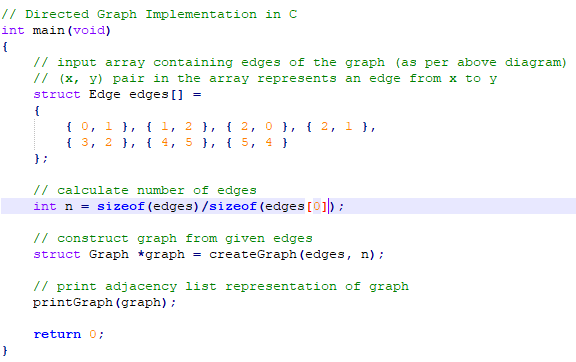 // Directed Graph Implementation in C
int main(void)
{
// input array containing edges of the graph (as per above diagram)
// (x, y) pair in the array represents an edge from x to y
struct Edge edges[] =
{
{ 0, 1 }, { 1, 2 }, { 2, 0 }, { 2, 1 },
{ 3, 2 }, { 4, 5 }, { 5, 4 }
};
// calculate number of edges
int n = sizeof(edges)/sizeof(edges[0]);
// construct graph from given edges
struct Graph *graph = createGraph(edges, n);
// print adjacency list representation of graph
printGraph(graph);
return 0;
}